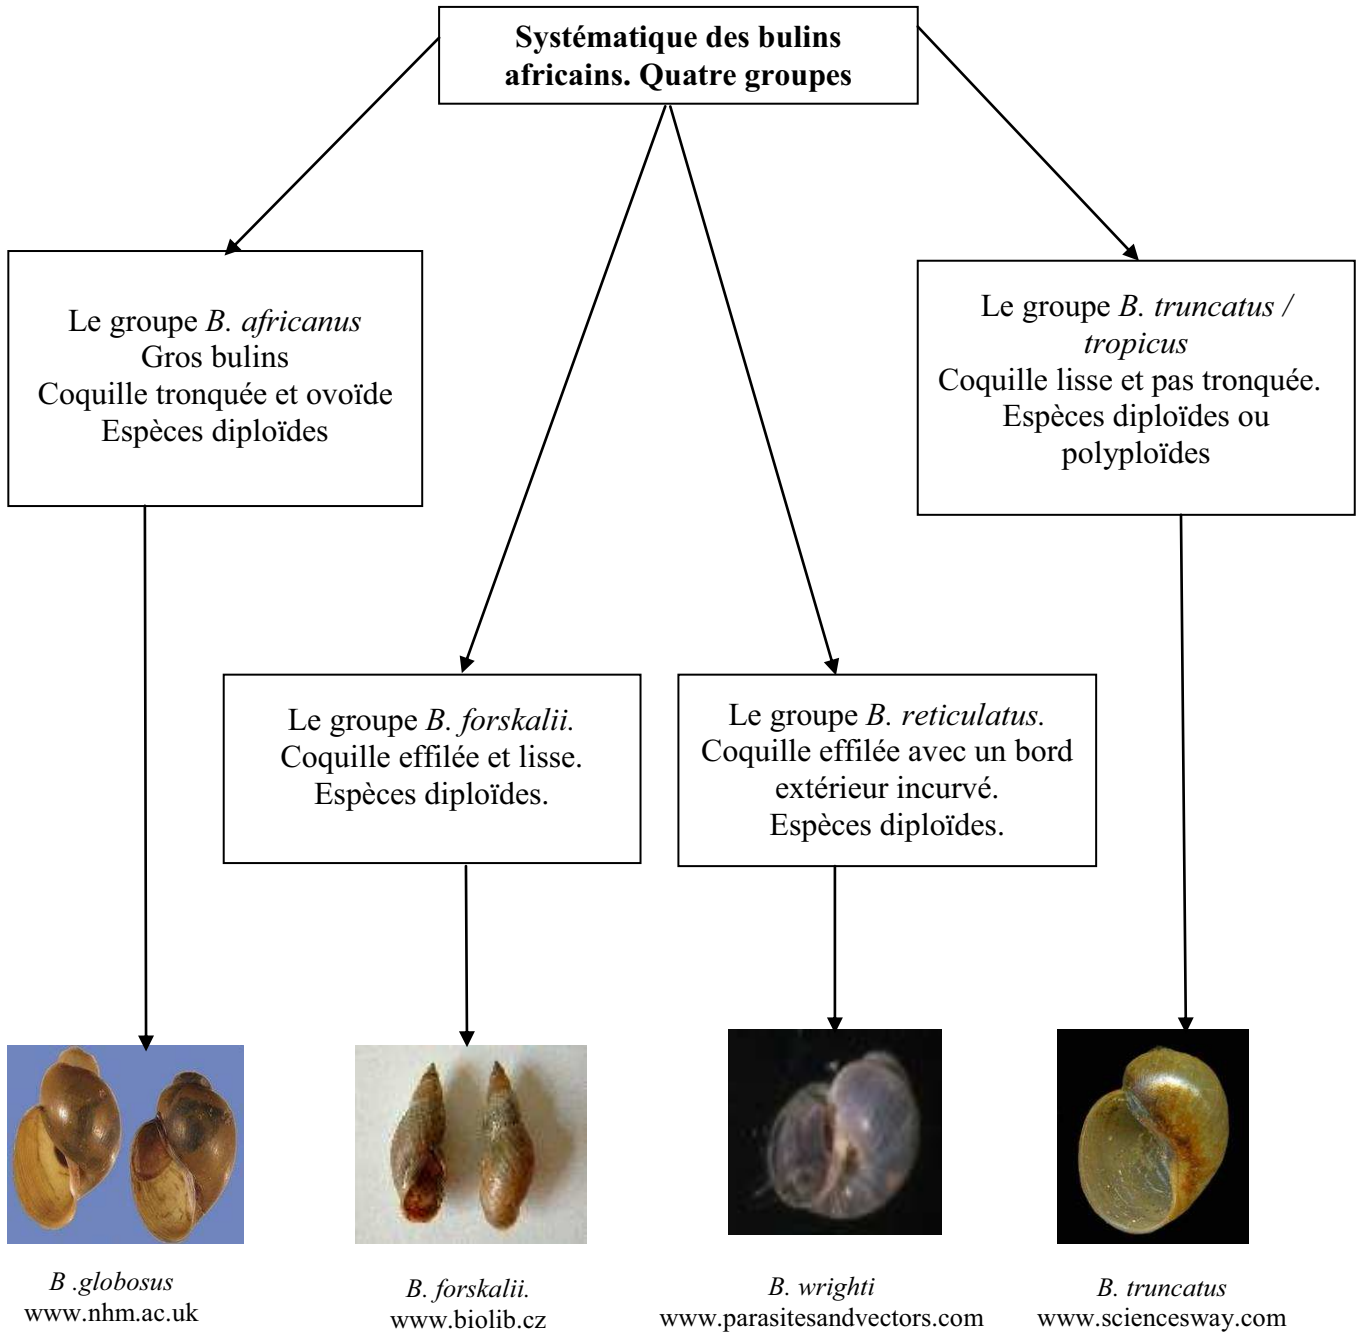 Systématique des bulins
africains. Quatre groupes
Le groupe B. africanus
Gros bulins
Coquille tronquée et ovoïde
Espèces diploïdes
Le groupe B. truncatus /
tropicus
Coquille lisse et pas tronquée.
Espèces diploïdes ou
polyploïdes
Le groupe B. forskalii.
Coquille effilée et lisse.
Espèces diploïdes.
Le groupe B. reticulatus.
Coquille effilée avec un bord
extérieur incurvé.
Espèces diploïdes.
B .globosus
www.nhm.ac.uk
B. forskalii.
www.biolib.cz
B. wrighti
www.parasitesandvectors.com
B. truncatus
www.sciencesway.com